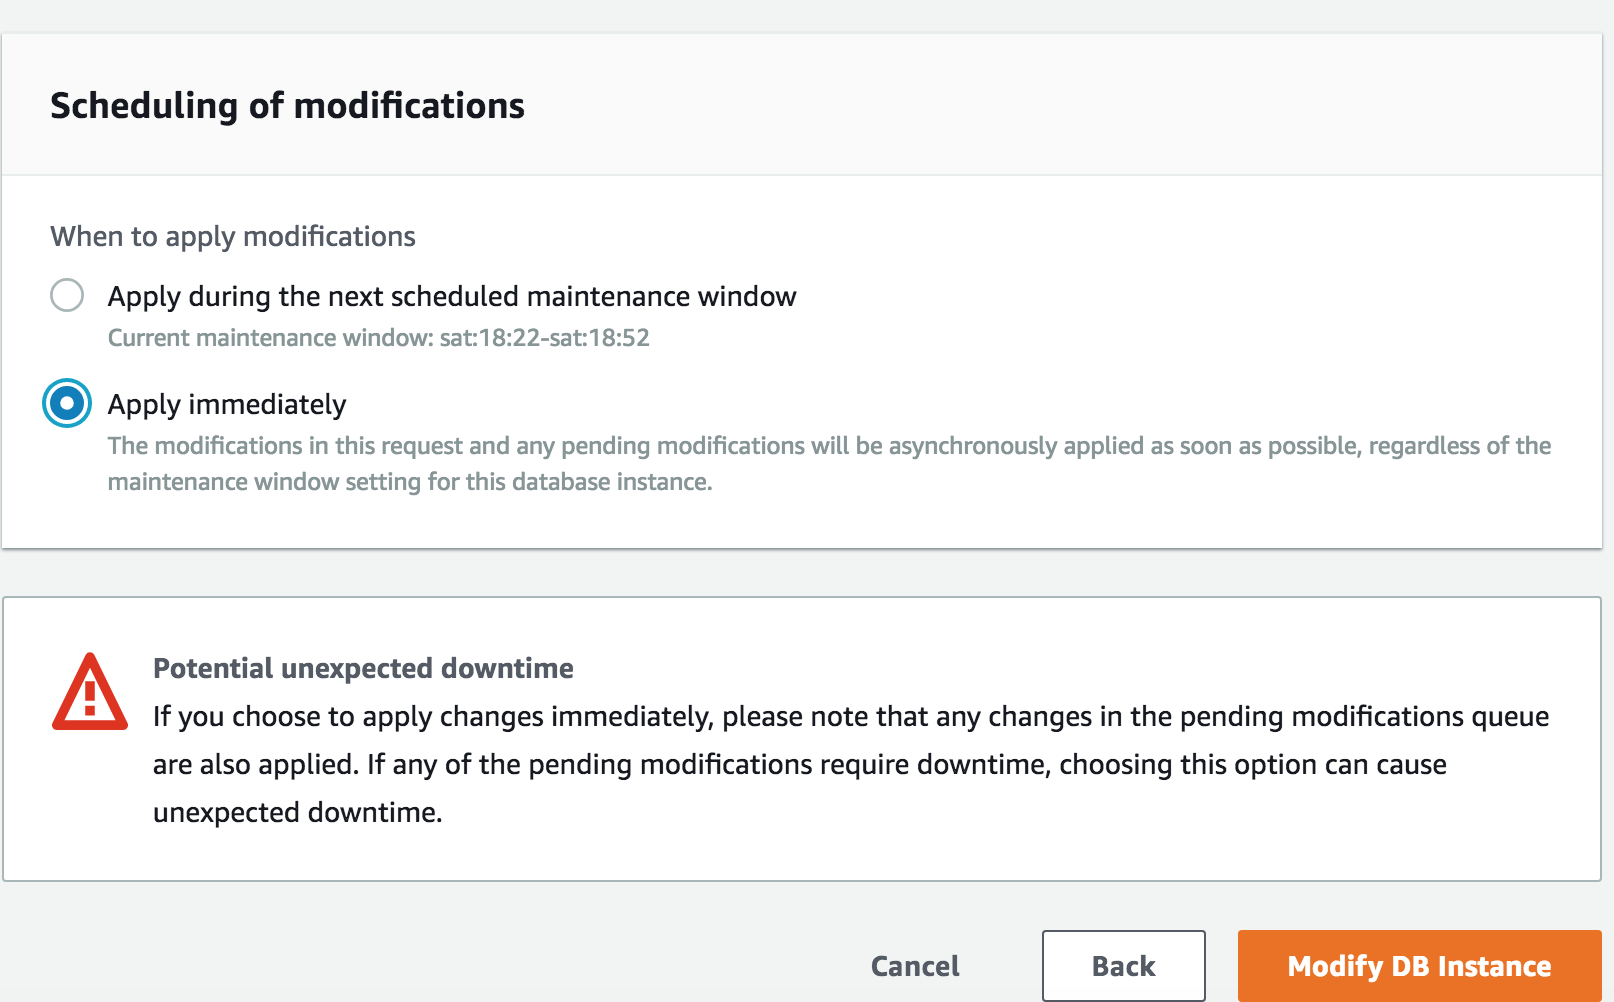 Scheduling of modifications
When to apply modifications
Apply during the next scheduled maintenance window
Current maintenance window: sat:18:22-sat:18:52
Apply immediately
The modifications in this request and any pending modifications will be asynchronously applied as soon as possible, regardless of the
maintenance window setting for this database instance.
Potential unexpected downtime
If you choose to apply changes immediately, please note that any changes in the pending modifications queue
are also applied. If any of the pending modifications require downtime, choosing this option can cause
unexpected downtime.
Cancel Back Modify DB Instance